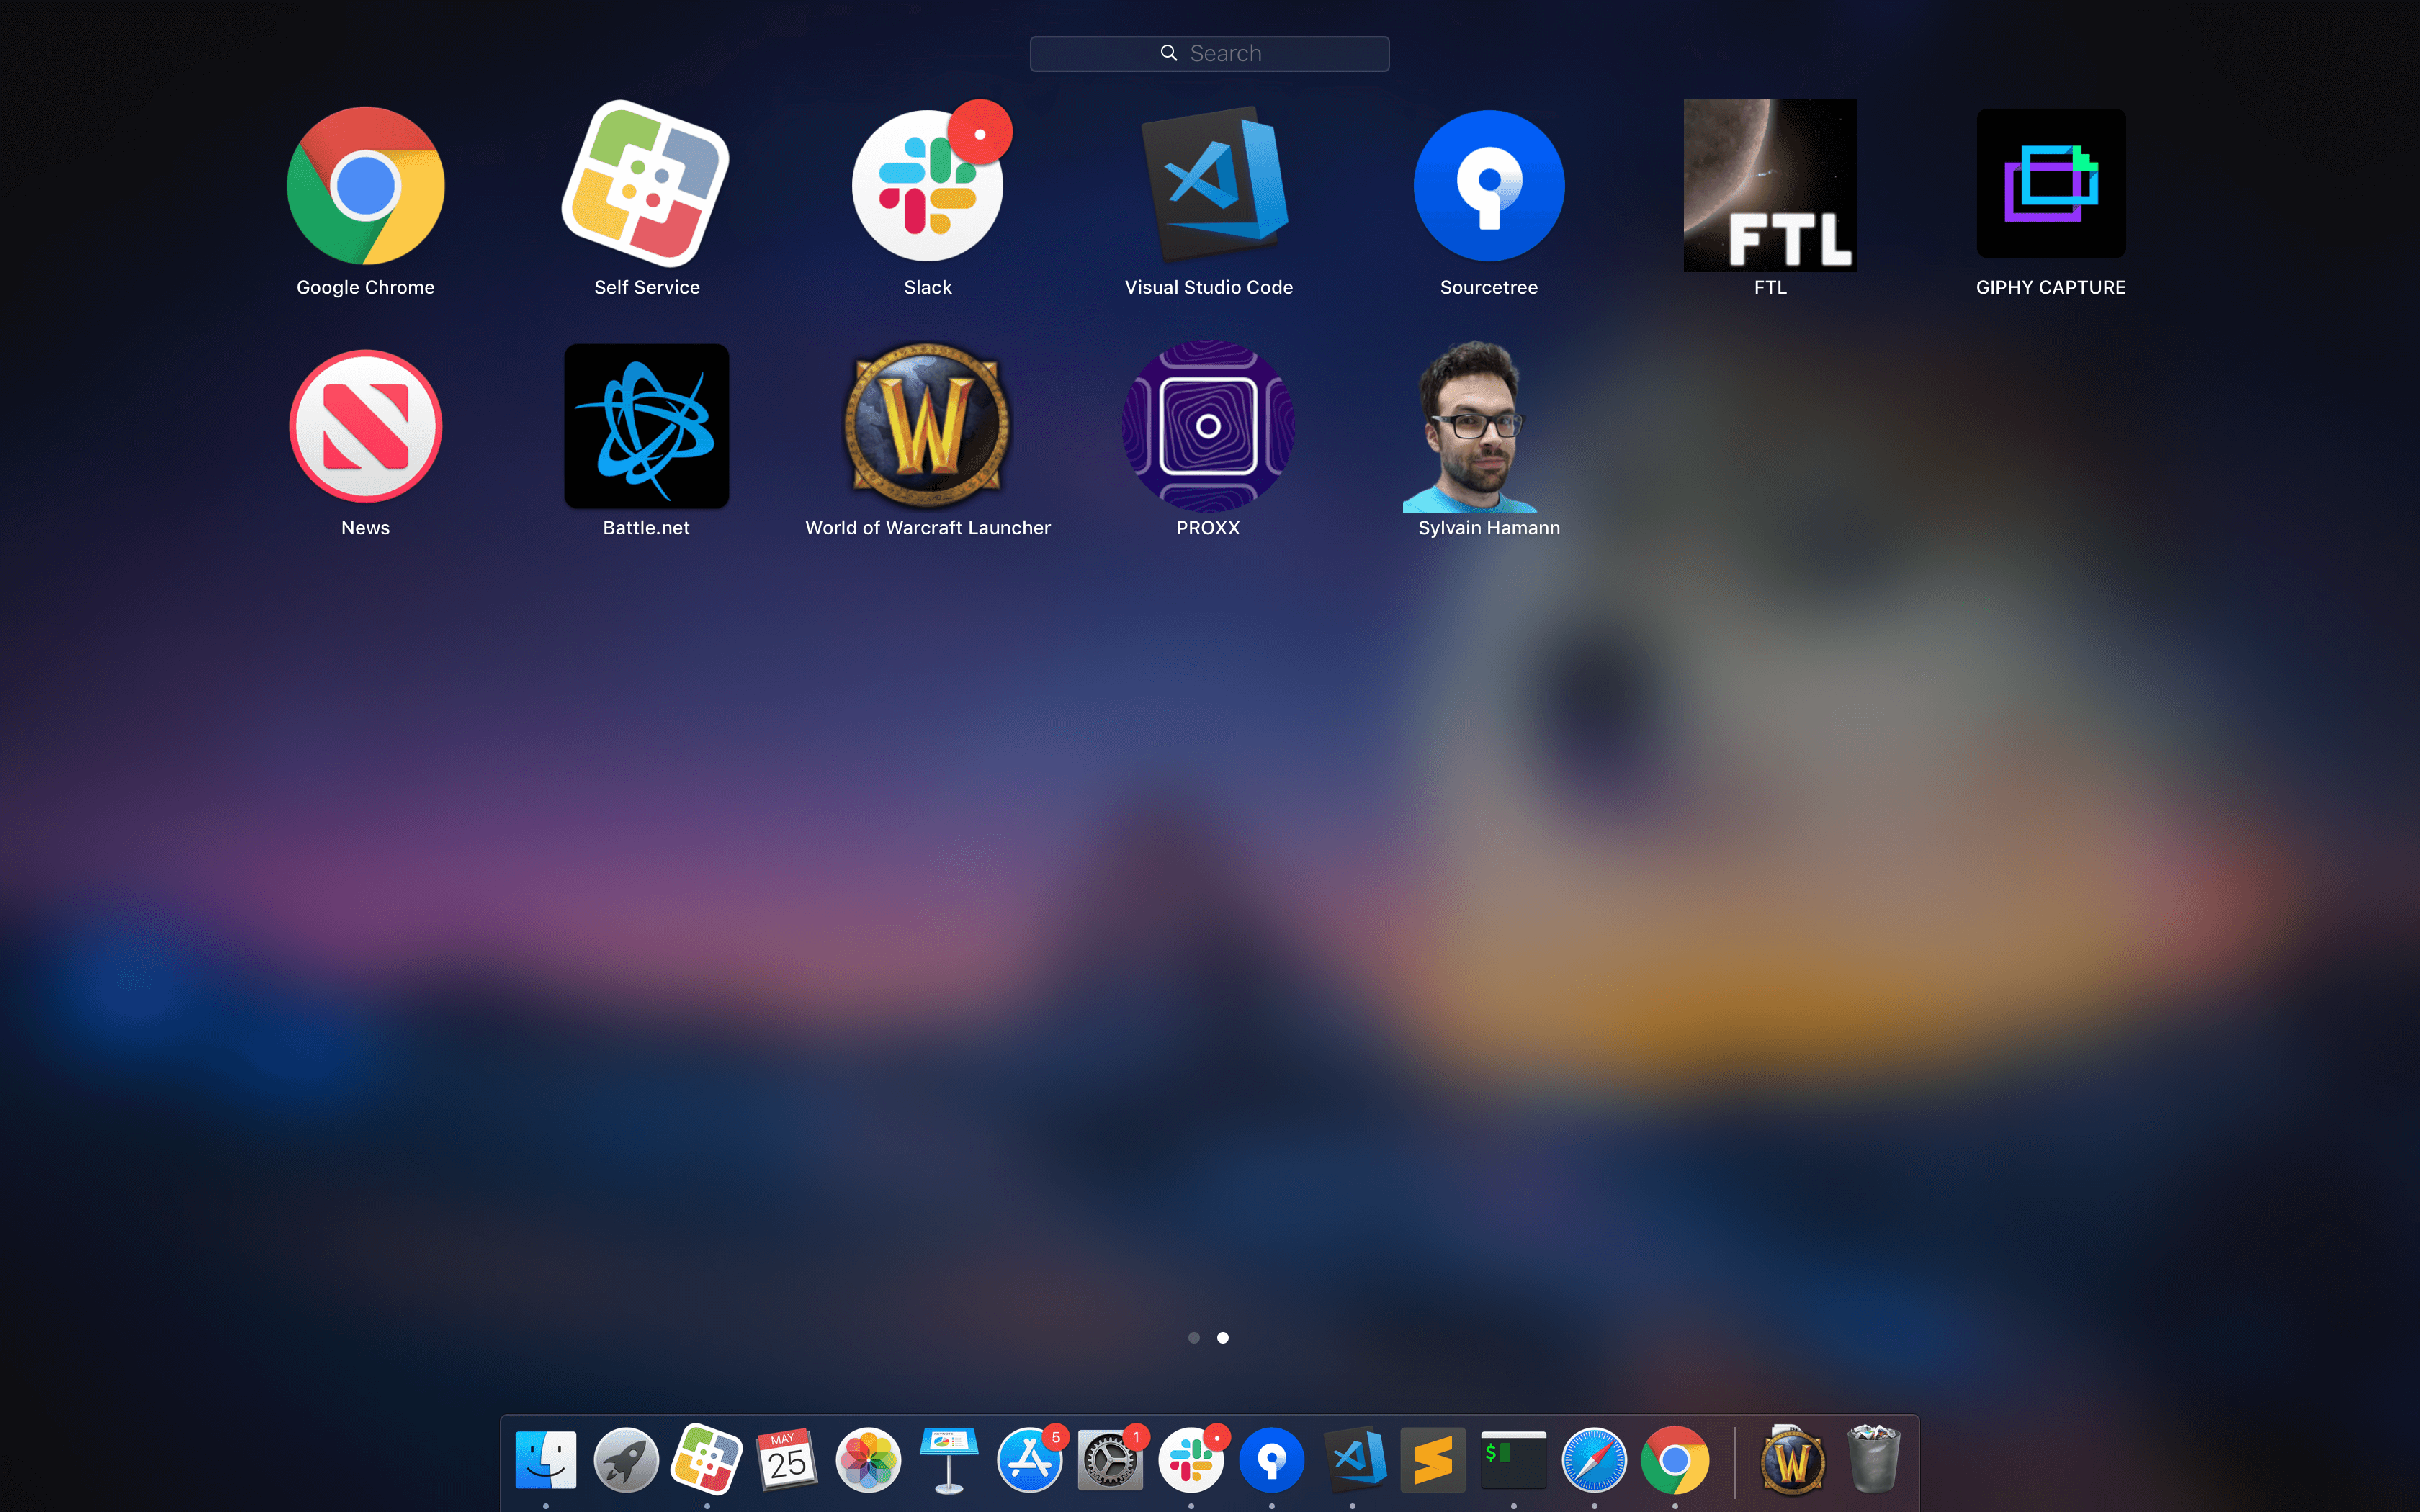 Search
Google Chrome
Self Service
Slack
Visual Studio Code
Sourcetree
FTL
FTL
GIPHY CAPTURE
News
Battle.net
W
World of Warcraft Launcher
PROXX
Sylvain Hamann
MAY
25
5
1
$
W